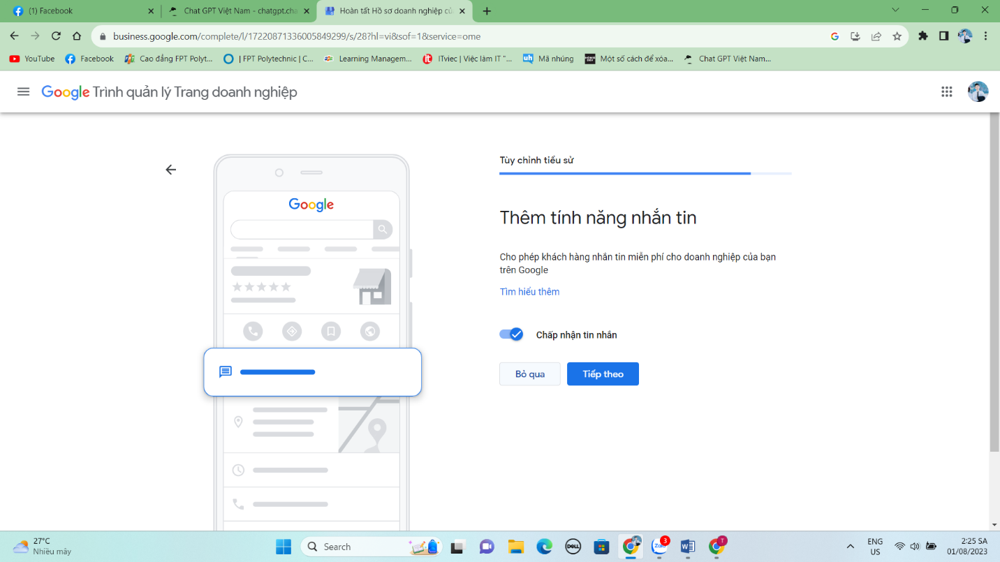 (1) Facebook
Chat GPT Việt Nam - chatgpt.cha
Hoàn tất Hồ sơ doanh nghiệp củ
business.google.com/complete/l/17220871336005849299/s/28?hl=vi&sof=1&service=ome
YouTube
Facebook
Cao đẳng FPT Polyt...
| FPT Polytechnic | C...
Learning Managem...
ITviec | Việc làm IT "...
Mã nhúng
Một số cách để xóa...
Chat GPT Việt Nam...
Google Trình quản lý Trang doanh nghiệp
Google
Tùy chỉnh tiểu sử
Thêm tính năng nhắn tin
Cho phép khách hàng nhắn tin miễn phí cho doanh nghiệp của bạn
trên Google
Tìm hiểu thêm
Chấp nhận tin nhắn
Bỏ qua
Tiếp theo
27°C
Nhiều mây
Search
DELL
Zalo
3
T
ENG
US
2:25 SA
01/08/2023